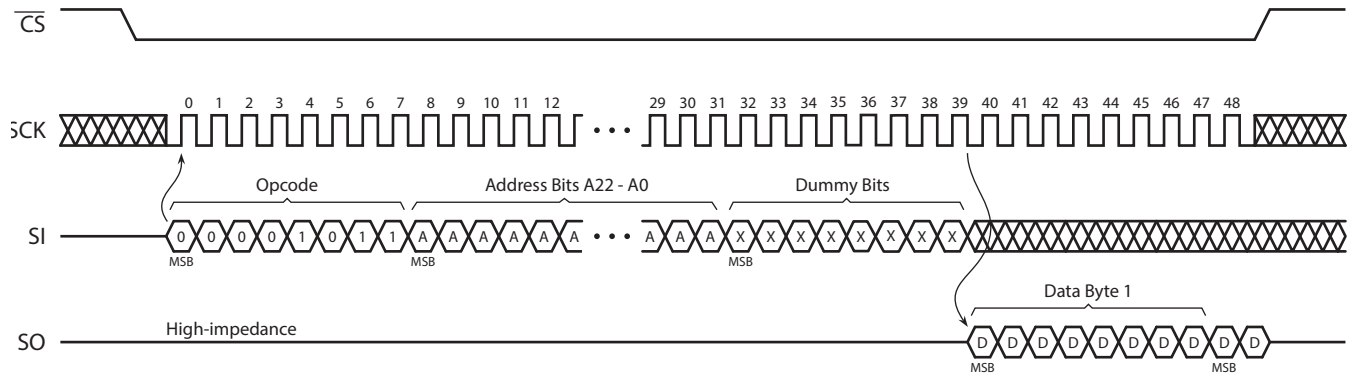 CS
SCK
0 1 2 3 4 5 6 7 8 9 10 11 12 29 30 31 32 33 34 35 36 37 38 39 40 41 42 43 44 45 46 47 48
Opcode Address Bits A22 - A0 Dummy Bits
SI 0 0 0 0 1 0 1 1 A A A A A A • • • A A A X X X X X X X X
MSB MSB MSB
Data Byte 1
High-impedance
SO D D D D D D D D D D
MSB MSB